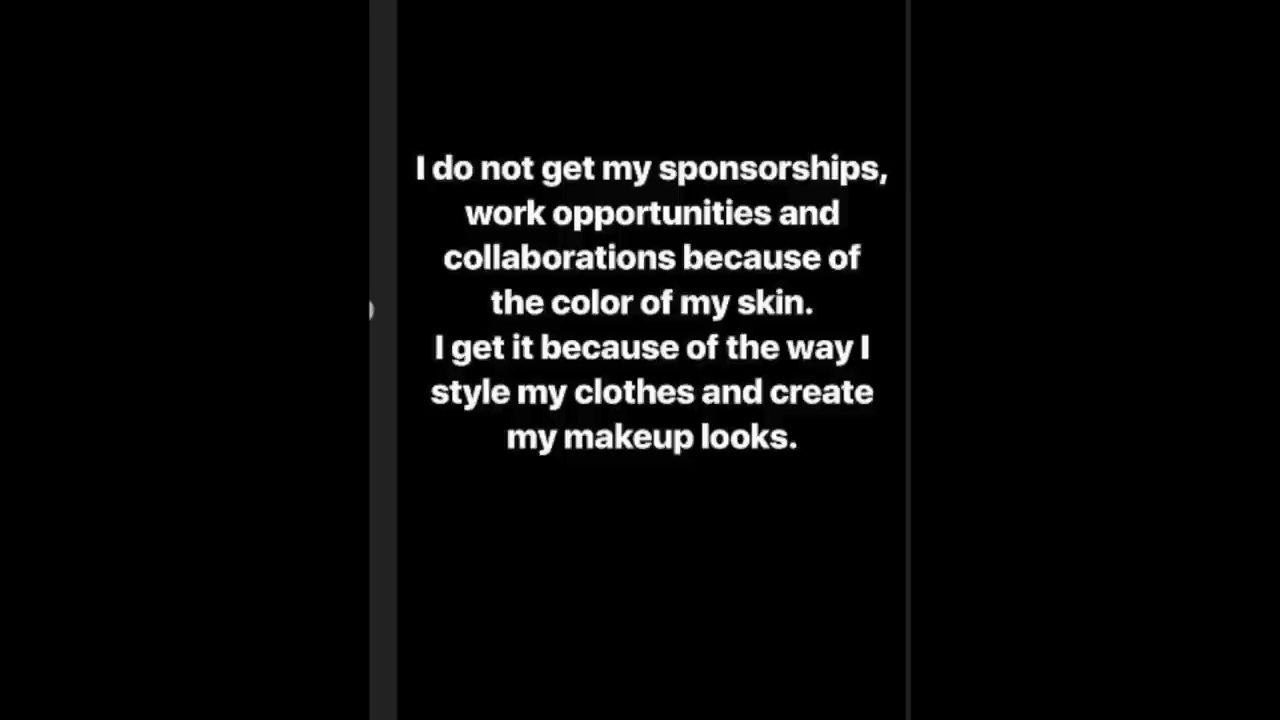 I do not get my sponsorships,
work opportunities and
collaborations because of
the color of my skin.
I get it because of the way I
style my clothes and create
my makeup looks.